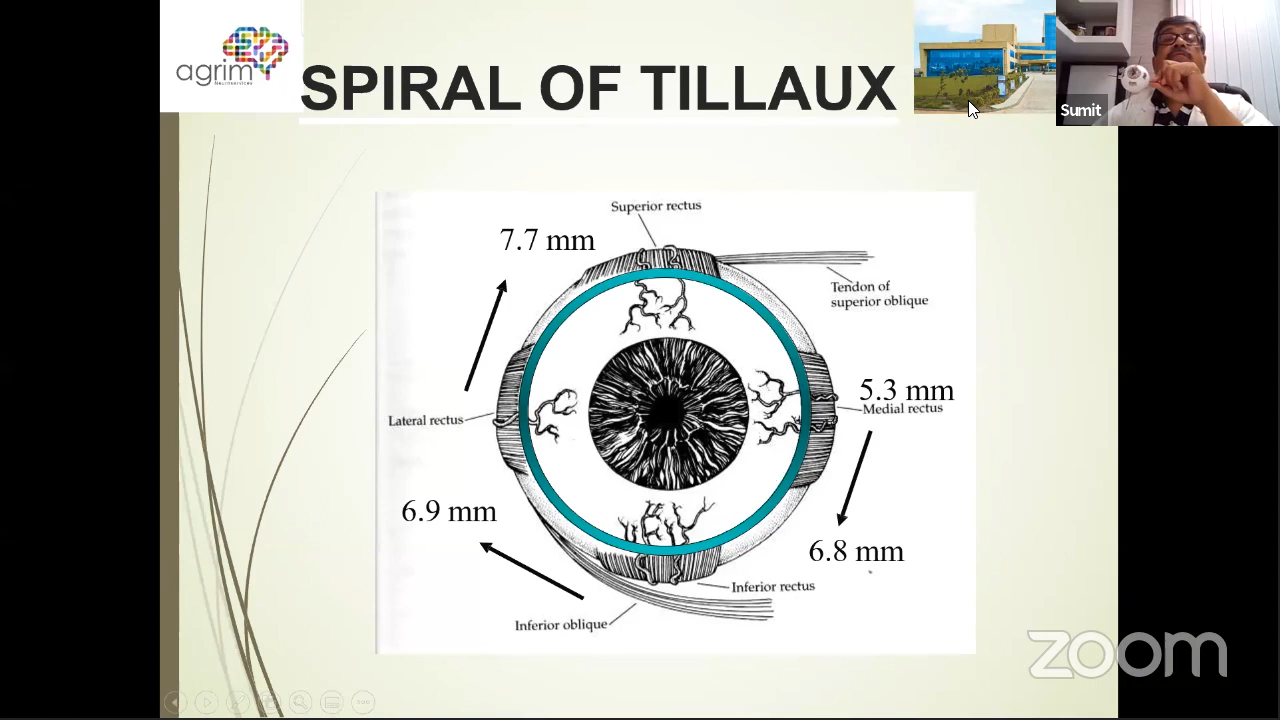 agrim
Neuroservices
SPIRAL OF TILLAUX
Sumit
Superior rectus
7.7 mm
Tendon of
superior oblique
5.3 mm
Medial rectus
Lateral rectus
6.9 mm
6.8 mm
Inferior rectus
Inferior oblique
zoom